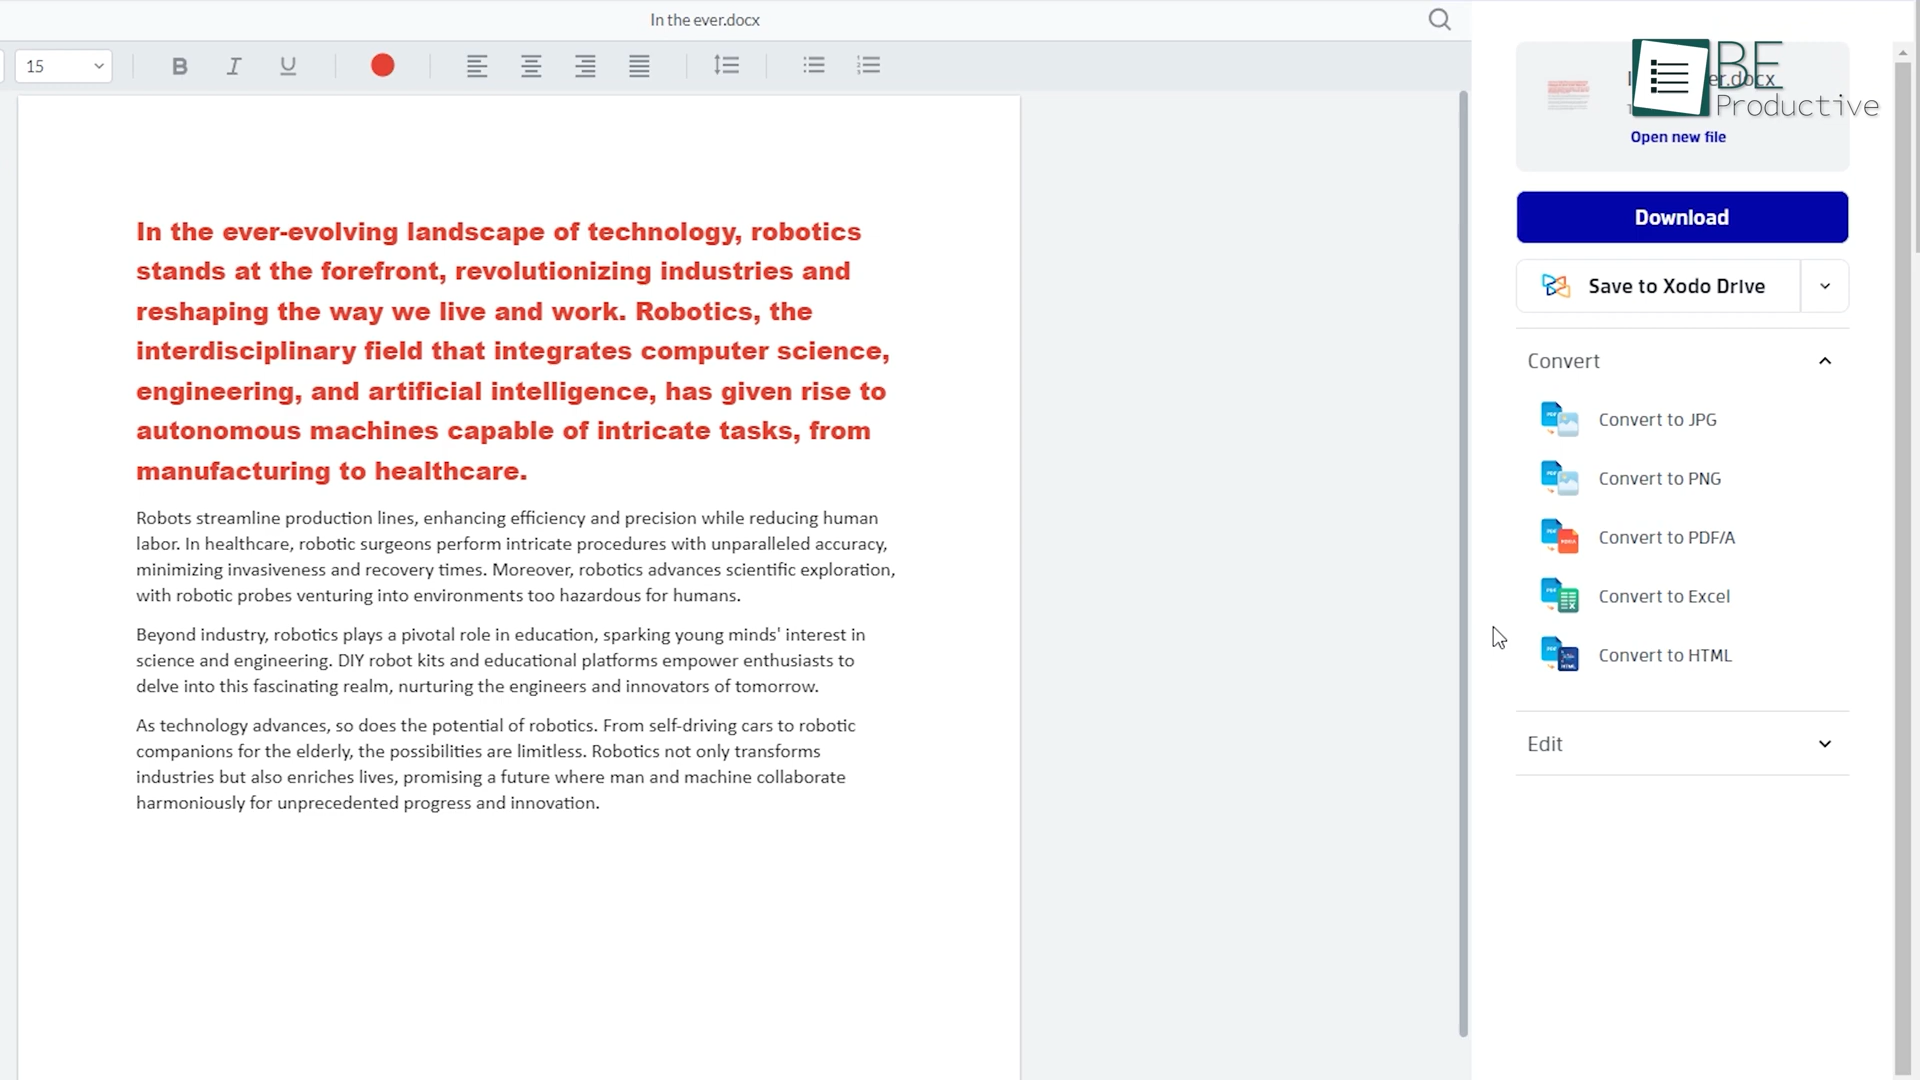 In the ever.docx
15
BE
Productive
er.docx
Open new file
Download
Save to Xodo Drive
Convert
Convert to JPG
Convert to PNG
Convert to PDF/A
Convert to Excel
Convert to HTML
Edit
In the ever-evolving landscape of technology, robotics
stands at the forefront, revolutionizing industries and
reshaping the way we live and work. Robotics, the
interdisciplinary field that integrates computer science,
engineering, and artificial intelligence, has given rise to
autonomous machines capable of intricate tasks, from
manufacturing to healthcare.
Robots streamline production lines, enhancing efficiency and precision while reducing human
labor. In healthcare, robotic surgeons perform intricate procedures with unparalleled accuracy,
minimizing invasiveness and recovery times. Moreover, robotics advances scientific exploration,
with robotic probes venturing into environments too hazardous for humans.
Beyond industry, robotics plays a pivotal role in education, sparking young minds' interest in
science and engineering. DIY robot kits and educational platforms empower enthusiasts to
delve into this fascinating realm, nurturing the engineers and innovators of tomorrow.
As technology advances, so does the potential of robotics. From self-driving cars to robotic
companions for the elderly, the possibilities are limitless. Robotics not only transforms
industries but also enriches lives, promising a future where man and machine collaborate
harmoniously for unprecedented progress and innovation.